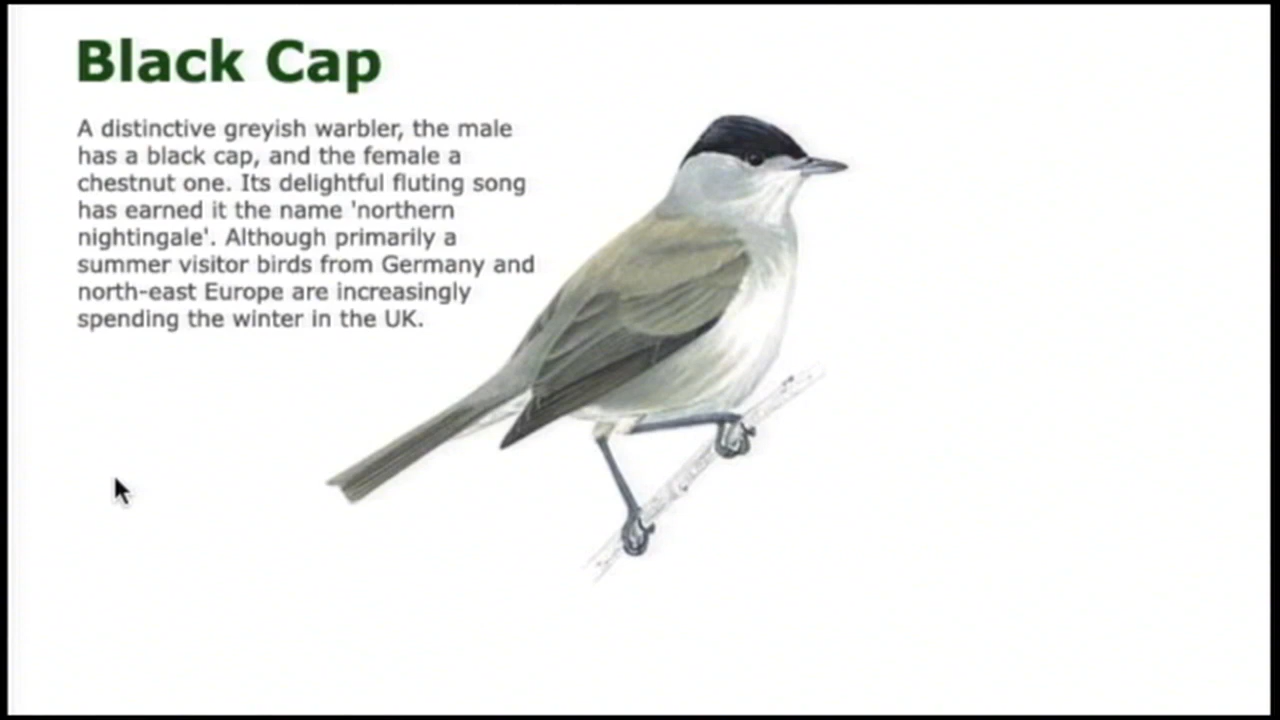 Black Cap
A distinctive greyish warbler, the male
has a black cap, and the female a
chestnut one. Its delightful fluting song
has earned it the name 'northern
nightingale'. Although primarily a
summer visitor birds from Germany and
north-east Europe are increasingly
spending the winter in the UK.